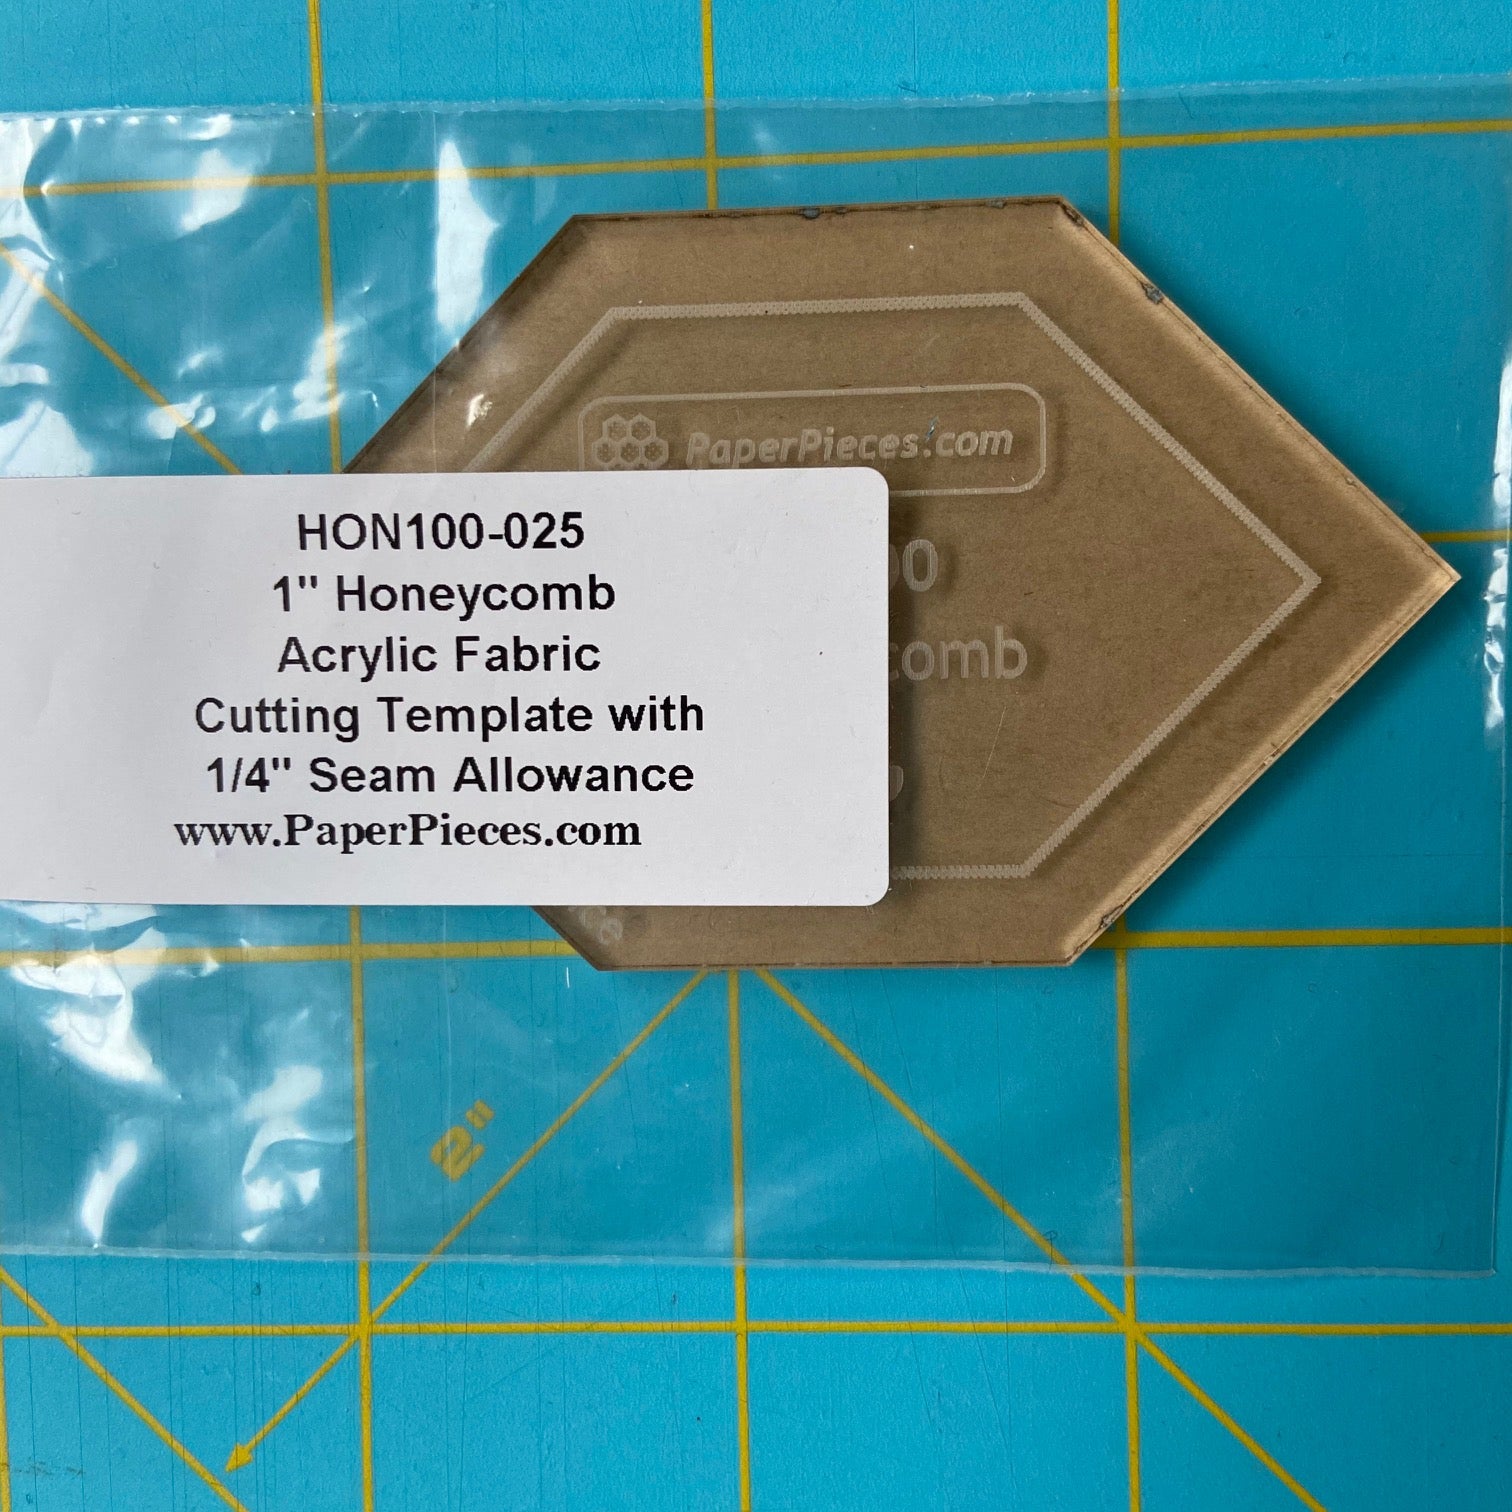 PaperPieces.com
HON100-025
1" Honeycomb
Acrylic Fabric
Cutting Template with
1/4" Seam Allowance
www.PaperPieces.com
2"